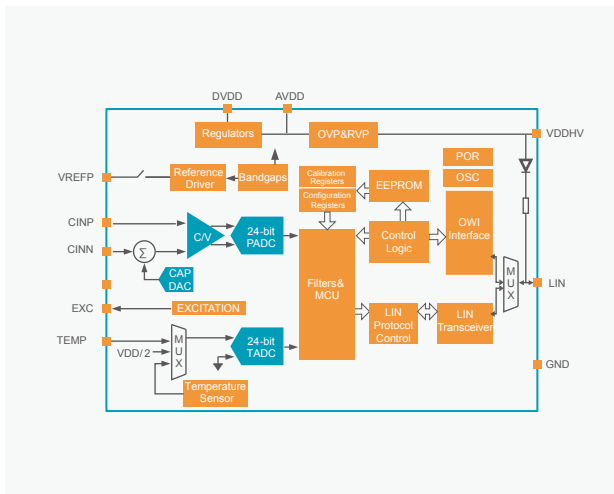 DVDD
AVDD
Regulators
OVP&RVP
VDDHV
VREFP
Reference
Driver
Bandgaps
Calibration
Registers
Configuration
Registers
EEPROM
POR
OSC
CINP
CINN
Σ
C/V
24-bit
PADC
CAP
DAC
Filters&
MCU
Control
Logic
OWI
Interface
M
U
X
LIN
EXC
EXCITATION
LIN
Protocol
Control
LIN
Transceiver
TEMP
VDD/2
M
U
X
24-bit
TADC
Temperature
Sensor
GND